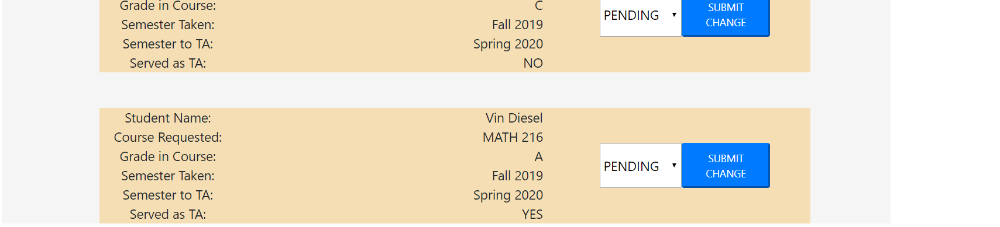 Grade in Course: C
Semester Taken: Fall 2019
Semester to TA: Spring 2020
Served as TA: NO
PENDING
SUBMIT
CHANGE
Student Name: Vin Diesel
Course Requested: MATH 216
Grade in Course: A
Semester Taken: Fall 2019
Semester to TA: Spring 2020
Served as TA: YES
PENDING
SUBMIT
CHANGE